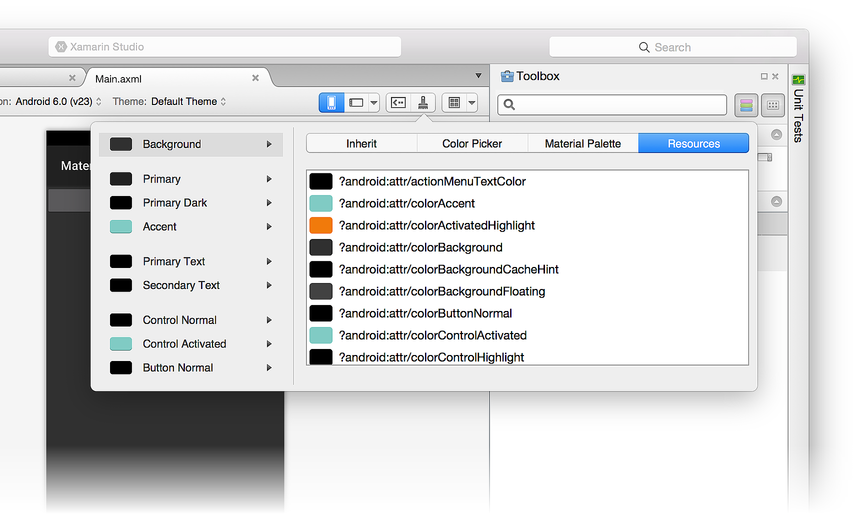 Xamarin Studio
Search
Main.axml
Toolbox
on: Android 6.0 (v23) Theme: Default Theme
Unit Tests
Mater
Background
Primary
Primary Dark
Accent
Primary Text
Secondary Text
Control Normal
Control Activated
Button Normal
Inherit
Color Picker
Material Palette
Resources
?android:attr/actionMenuTextColor
?android:attr/colorAccent
?android:attr/colorActivatedHighlight
?android:attr/colorBackground
?android:attr/colorBackgroundCacheHint
?android:attr/colorBackgroundFloating
?android:attr/colorButtonNormal
?android:attr/colorControlActivated
?android:attr/colorControlHighlight